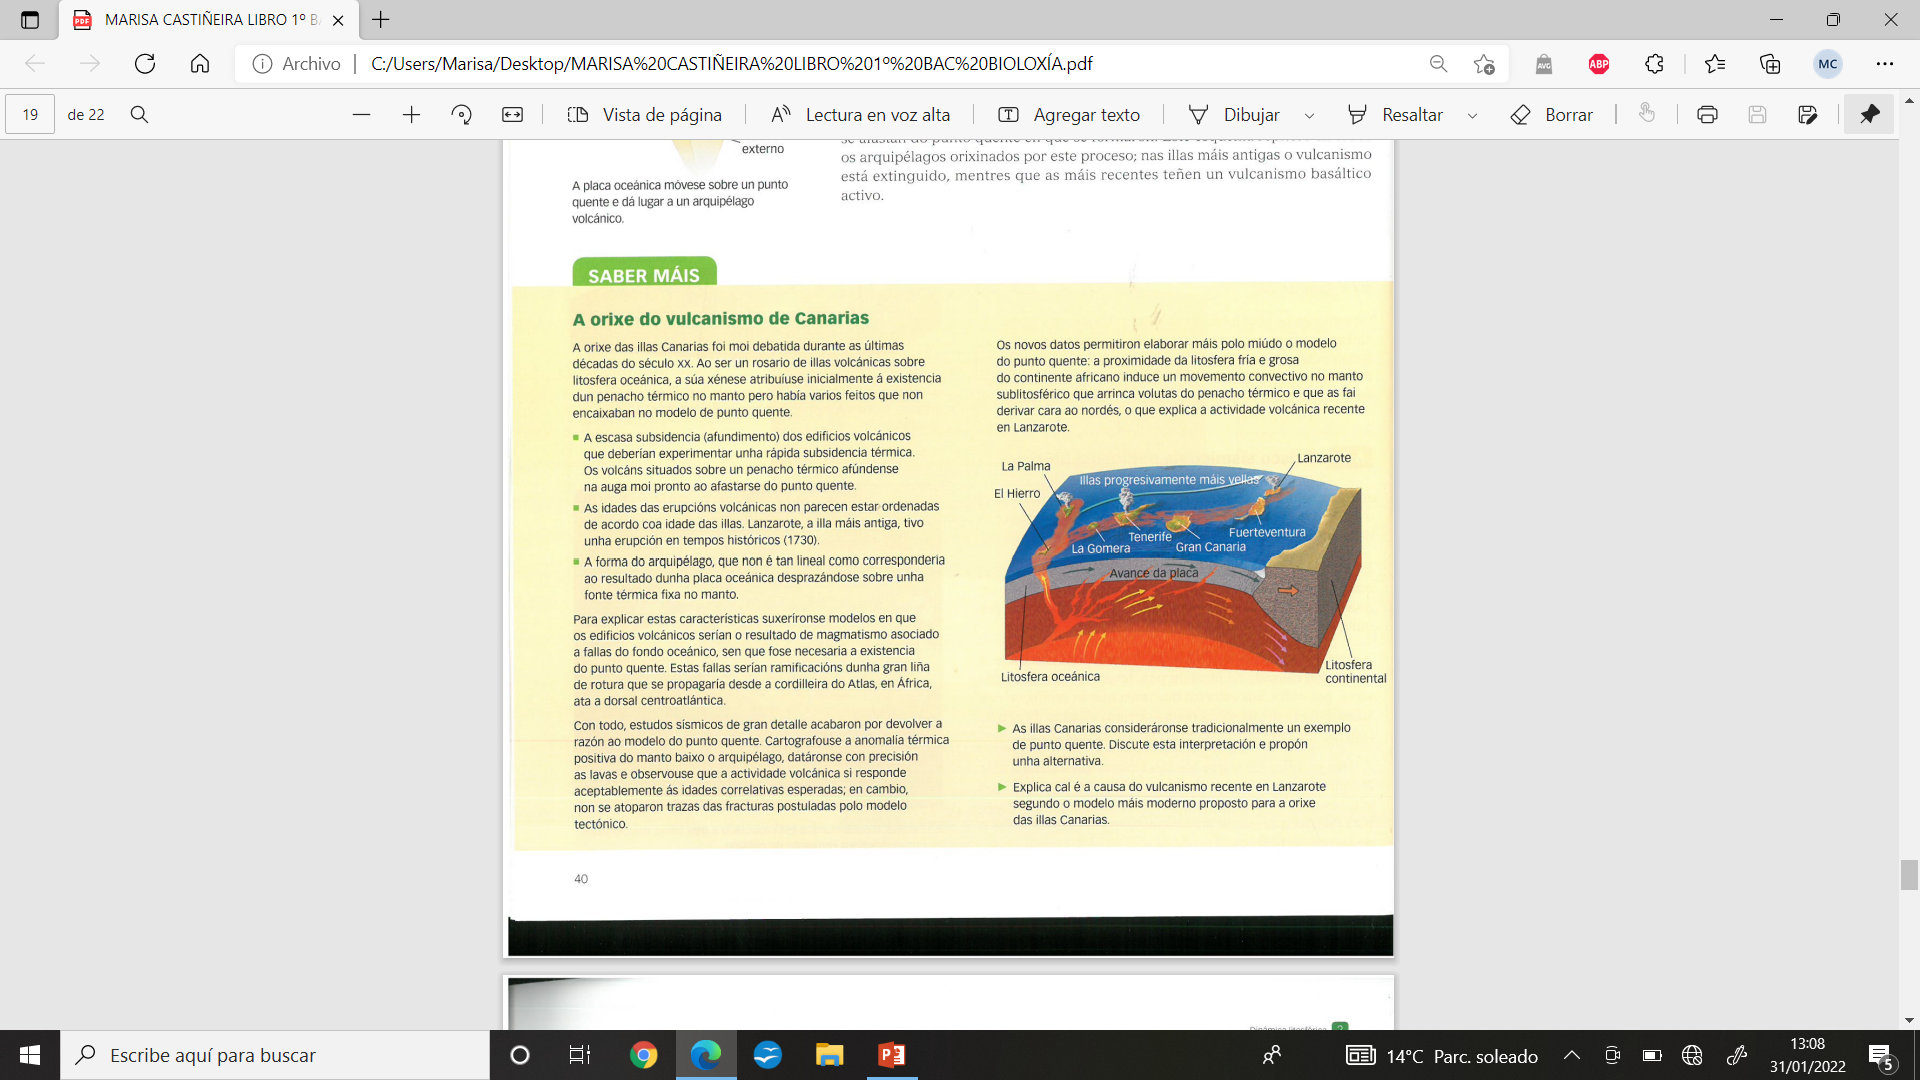 MARISA CASTIÑEIRA LIBRO 1º B
Archivo
C:/Users/Marisa/Desktop/MARISA%20CASTIÑEIRA%20LIBRO%201º%20BAC%20BIOLOXÍA.pdf
AVG
ABP
MC
19 de 22
Vista de página
Lectura en voz alta
Agregar texto
Dibujar
Resaltar
Borrar
externo
A placa oceánica móvese sobre un punto
quente e dá lugar a un arquipélago
volcánico.
os arquipélagos orixinados por este proceso; nas illas máis antigas o vulcanismo
está extinguido, mentres que as máis recentes teñen un vulcanismo basáltico
activo.
SABER MÁIS
A orixe do vulcanismo de Canarias
A orixe das illas Canarias foi moi debatida durante as últimas
décadas do século XX. Ao ser un rosario de illas volcánicas sobre
litosfera oceánica, a súa xénese atribuíuse inicialmente á existencia
dun penacho térmico no manto pero había varios feitos que non
encaixaban no modelo de punto quente.
A escasa subsidencia (afundimento) dos edificios volcánicos
que deberían experimentar unha rápida subsidencia térmica.
Os volcáns situados sobre un penacho térmico afúndense
na auga moi pronto ao afastarse do punto quente.
As idades das erupcións volcánicas non parecen estar ordenadas
de acordo coa idade das illas. Lanzarote, a illa máis antiga, tivo
unha erupción en tempos históricos (1730).
A forma do arquipélago, que non é tan lineal como correspondería
ao resultado dunha placa oceánica desprazándose sobre unha
fonte térmica fixa no manto.
Para explicar estas características suxeríronse modelos en que
os edificios volcánicos serían o resultado de magmatismo asociado
a fallas do fondo oceánico, sen que fose necesaria a existencia
do punto quente. Estas fallas serían ramificacións dunha gran liña
de rotura que se propagaría desde a cordilleira do Atlas, en África,
ata a dorsal centroatlántica.
Con todo, estudos sísmicos de gran detalle acabaron por devolver a
razón ao modelo do punto quente. Cartografouse a anomalía térmica
positiva do manto baixo o arquipélago, datáronse con precisión
as lavas e observouse que a actividade volcánica si responde
aceptablemente ás idades correlativas esperadas; en cambio,
non se atoparon trazas das fracturas postuladas polo modelo
tectónico.
Os novos datos permitiron elaborar máis polo miúdo o modelo
do punto quente: a proximidade da litosfera fría e grosa
do continente africano induce un movemento convectivo no manto
sublitosférico que arrinca volutas do penacho térmico e que as fai
derivar cara ao nordés, o que explica a actividade volcánica recente
en Lanzarote.
La Palma
Lanzarote
Illas progresivamente máis vellas
El Hierro
La Gomera
Tenerife
Gran Canaria
Fuerteventura
Avance da placa
Litosfera oceánica
Litosfera
continental
As illas Canarias consideráronse tradicionalmente un exemplo
de punto quente. Discute esta interpretación e propón
unha alternativa.
Explica cal é a causa do vulcanismo recente en Lanzarote
segundo o modelo máis moderno proposto para a orixe
das illas Canarias.
40
Dinámica litosférica 2
Escribe aquí para buscar
14°C Parc. soleado
13:08
31/01/2022
5